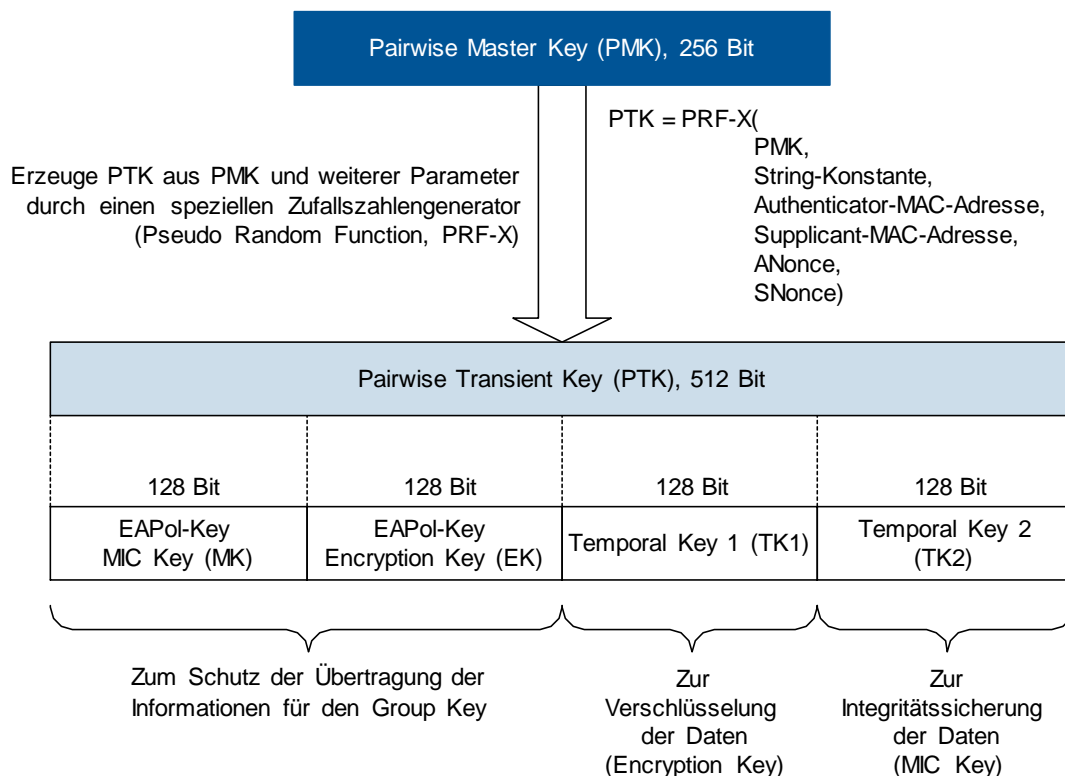 Pairwise Master Key (PMK), 256 Bit
PTK = PRF-X(
PMK,
String-Konstante,
Authenticator-MAC-Adresse,
Supplicant-MAC-Adresse,
ANonce,
SNonce)
Erzeuge PTK aus PMK und weiterer Parameter
durch einen speziellen Zufallszahlengenerator
(Pseudo Random Function, PRF-X)
Pairwise Transient Key (PTK), 512 Bit
128 Bit
128 Bit
128 Bit
128 Bit
EAPol-Key
MIC Key (MK)
EAPol-Key
Encryption Key (EK)
Temporal Key 1 (TK1)
Temporal Key 2
(TK2)
Zum Schutz der Übertragung der
Informationen für den Group Key
Zur
Verschlüsselung
der Daten
(Encryption Key)
Zur
Integritätssicherung
der Daten
(MIC Key)